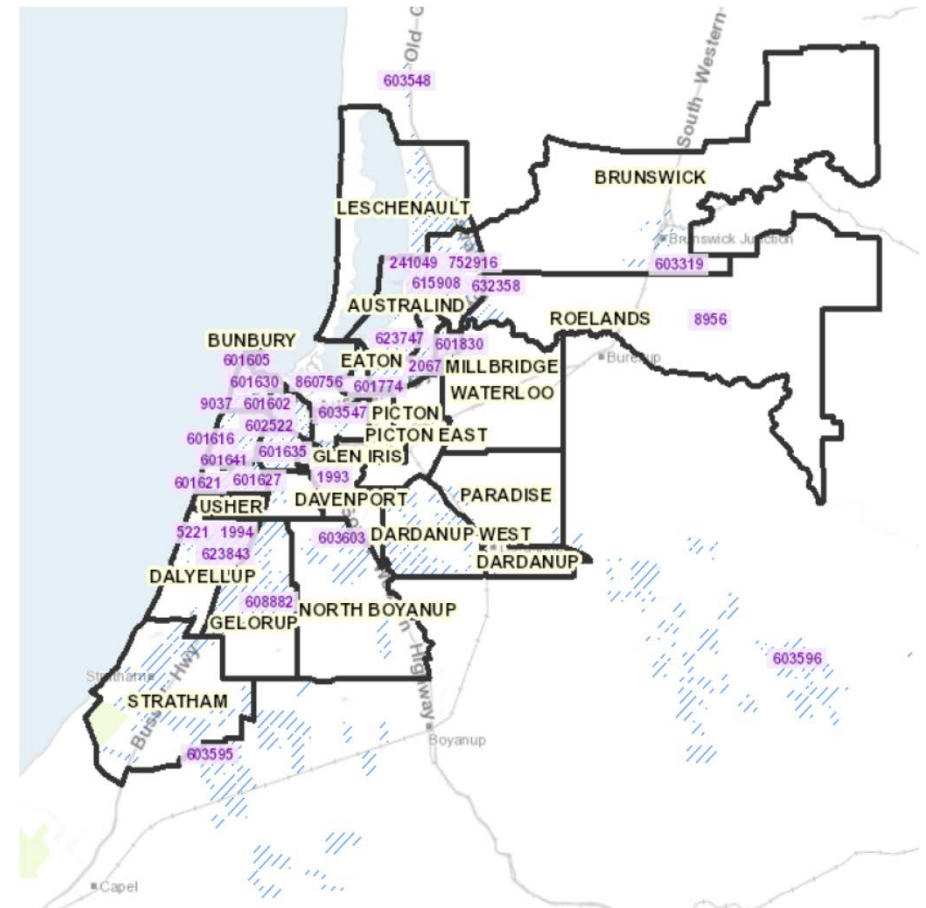 Old C
South Western
603548
BRUNSWICK
LESCHENAULT
Brunswick Junction
241049 752916
603319
615908 632358
AUSTRALIND
ROELANDS 8956
BUNBURY
623747 601830
601605
EATON
Burekup
2067 MILLBRIDGE
601630 860756 601774
WATERLOO
9037 601602 603547 PICTON
602522
PICTON EAST
601616
601635 GLEN IRIS
601641
601621 601627 1993
DAVENPORT
PARADISE
USHER
5221 1994
603603 DARDANUP WEST
623843
DARDANUP
DALYELLUP
608882
NORTH BOYANUP
GELORUP
Highway
603596
Hwy
STRATHAM
603595
Boyanup
Capel